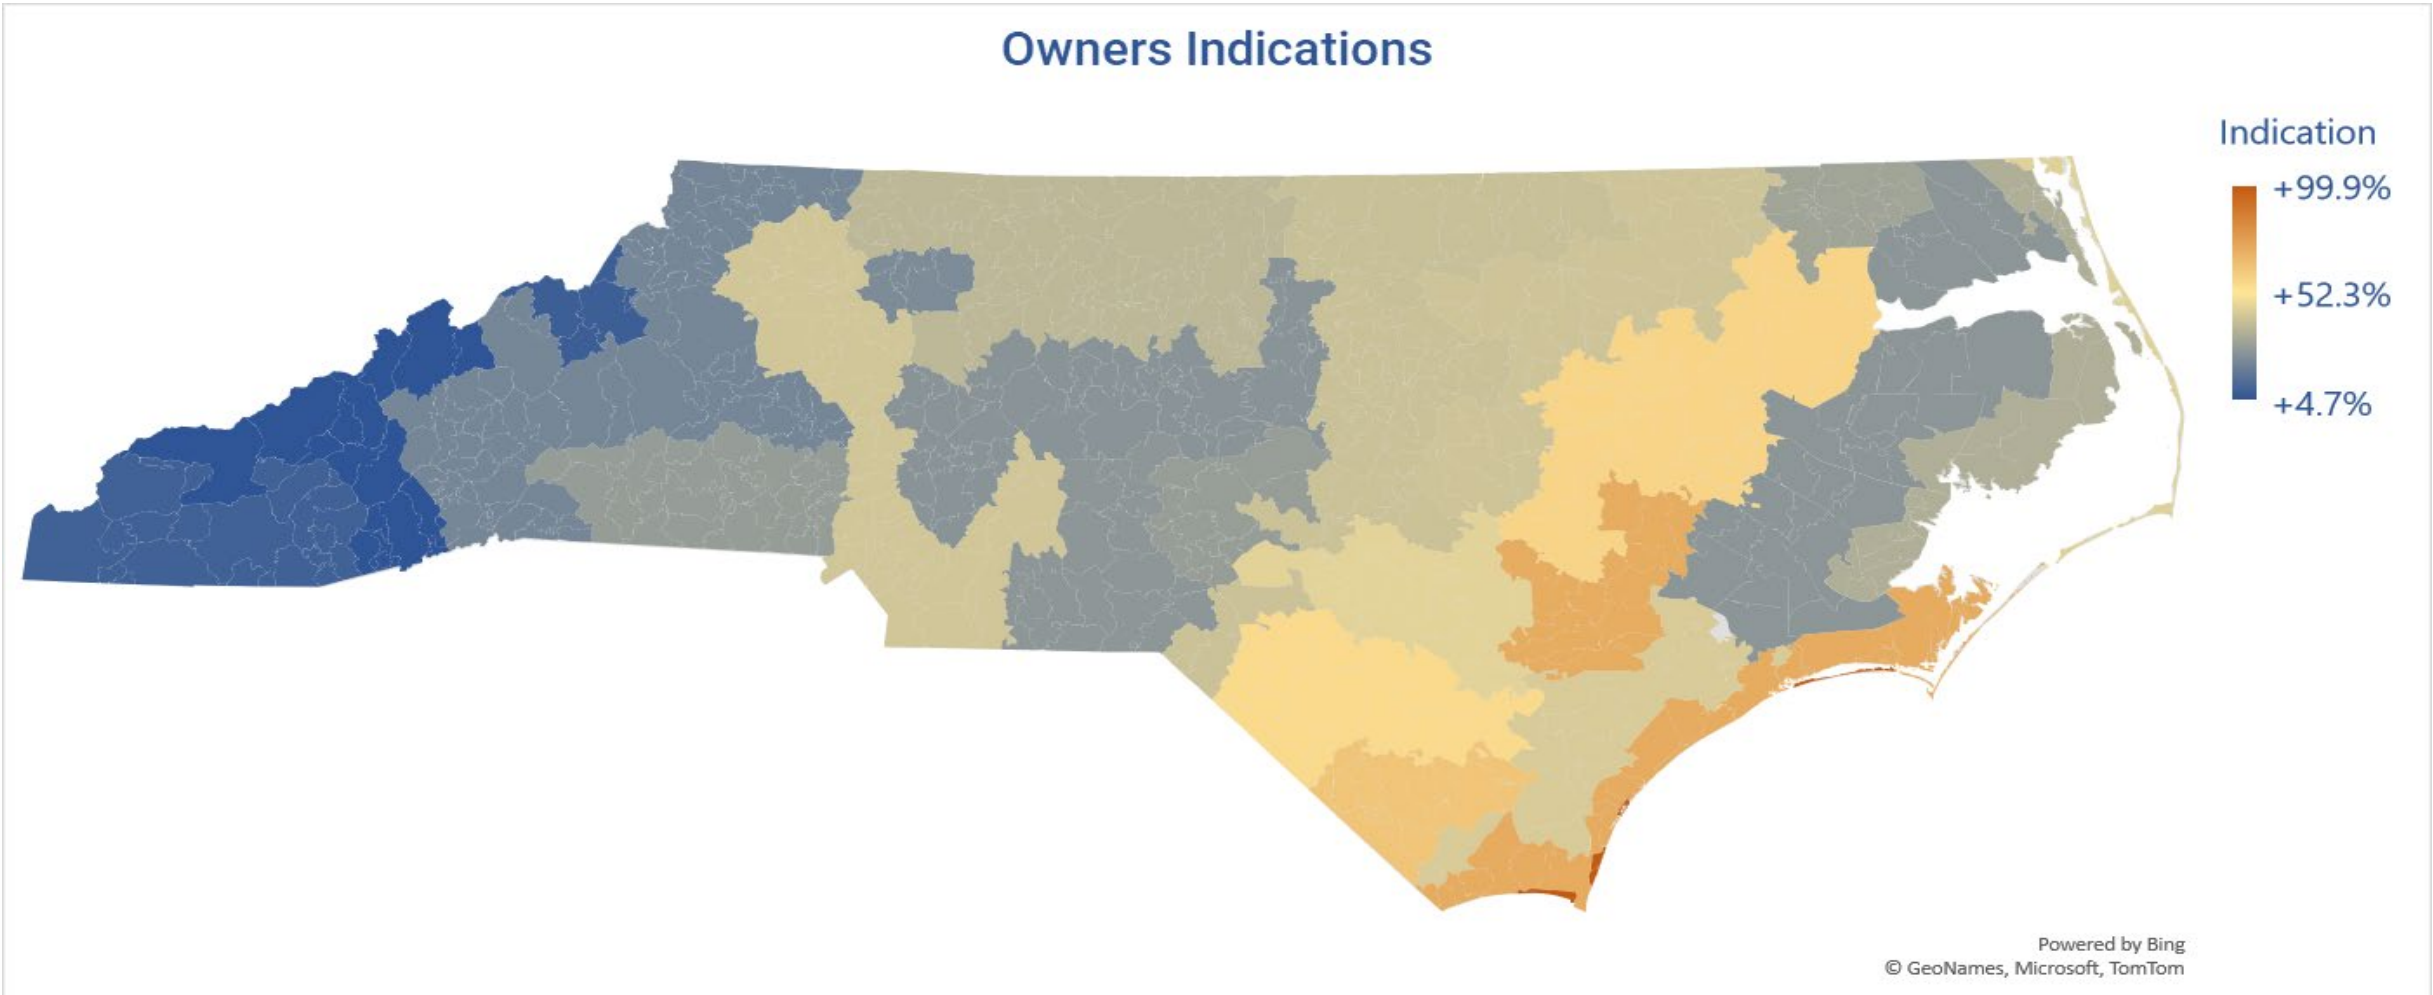 Owners Indications
Indication
+99.9%
+52.3%
+4.7%
Powered by Bing
© GeoNames, Microsoft, TomTom